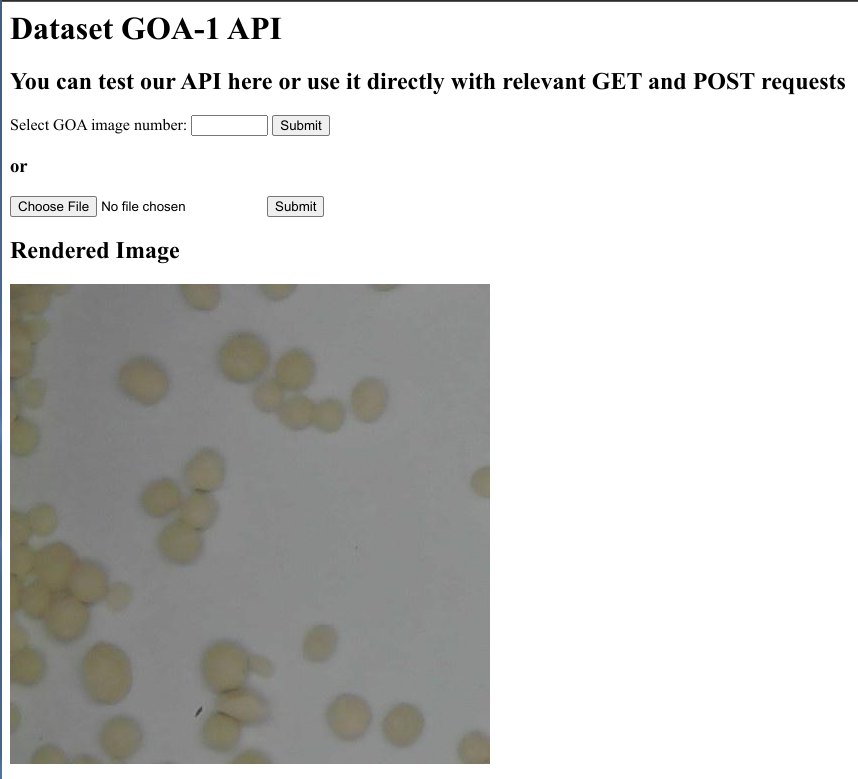 Dataset GOA-1 API
You can test our API here or use it directly with relevant GET and POST requests
Select GOA image number: Submit
or
Choose File No file chosen Submit
Rendered Image